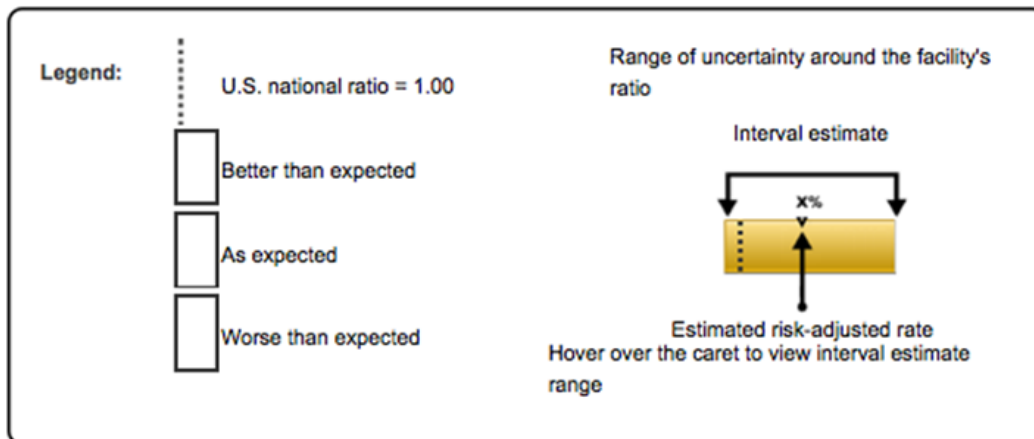 Legend:
U.S. national ratio = 1.00
Better than expected
As expected
Worse than expected
Range of uncertainty around the facility's
ratio
Interval estimate
X%
Estimated risk-adjusted rate
Hover over the caret to view interval estimate
range